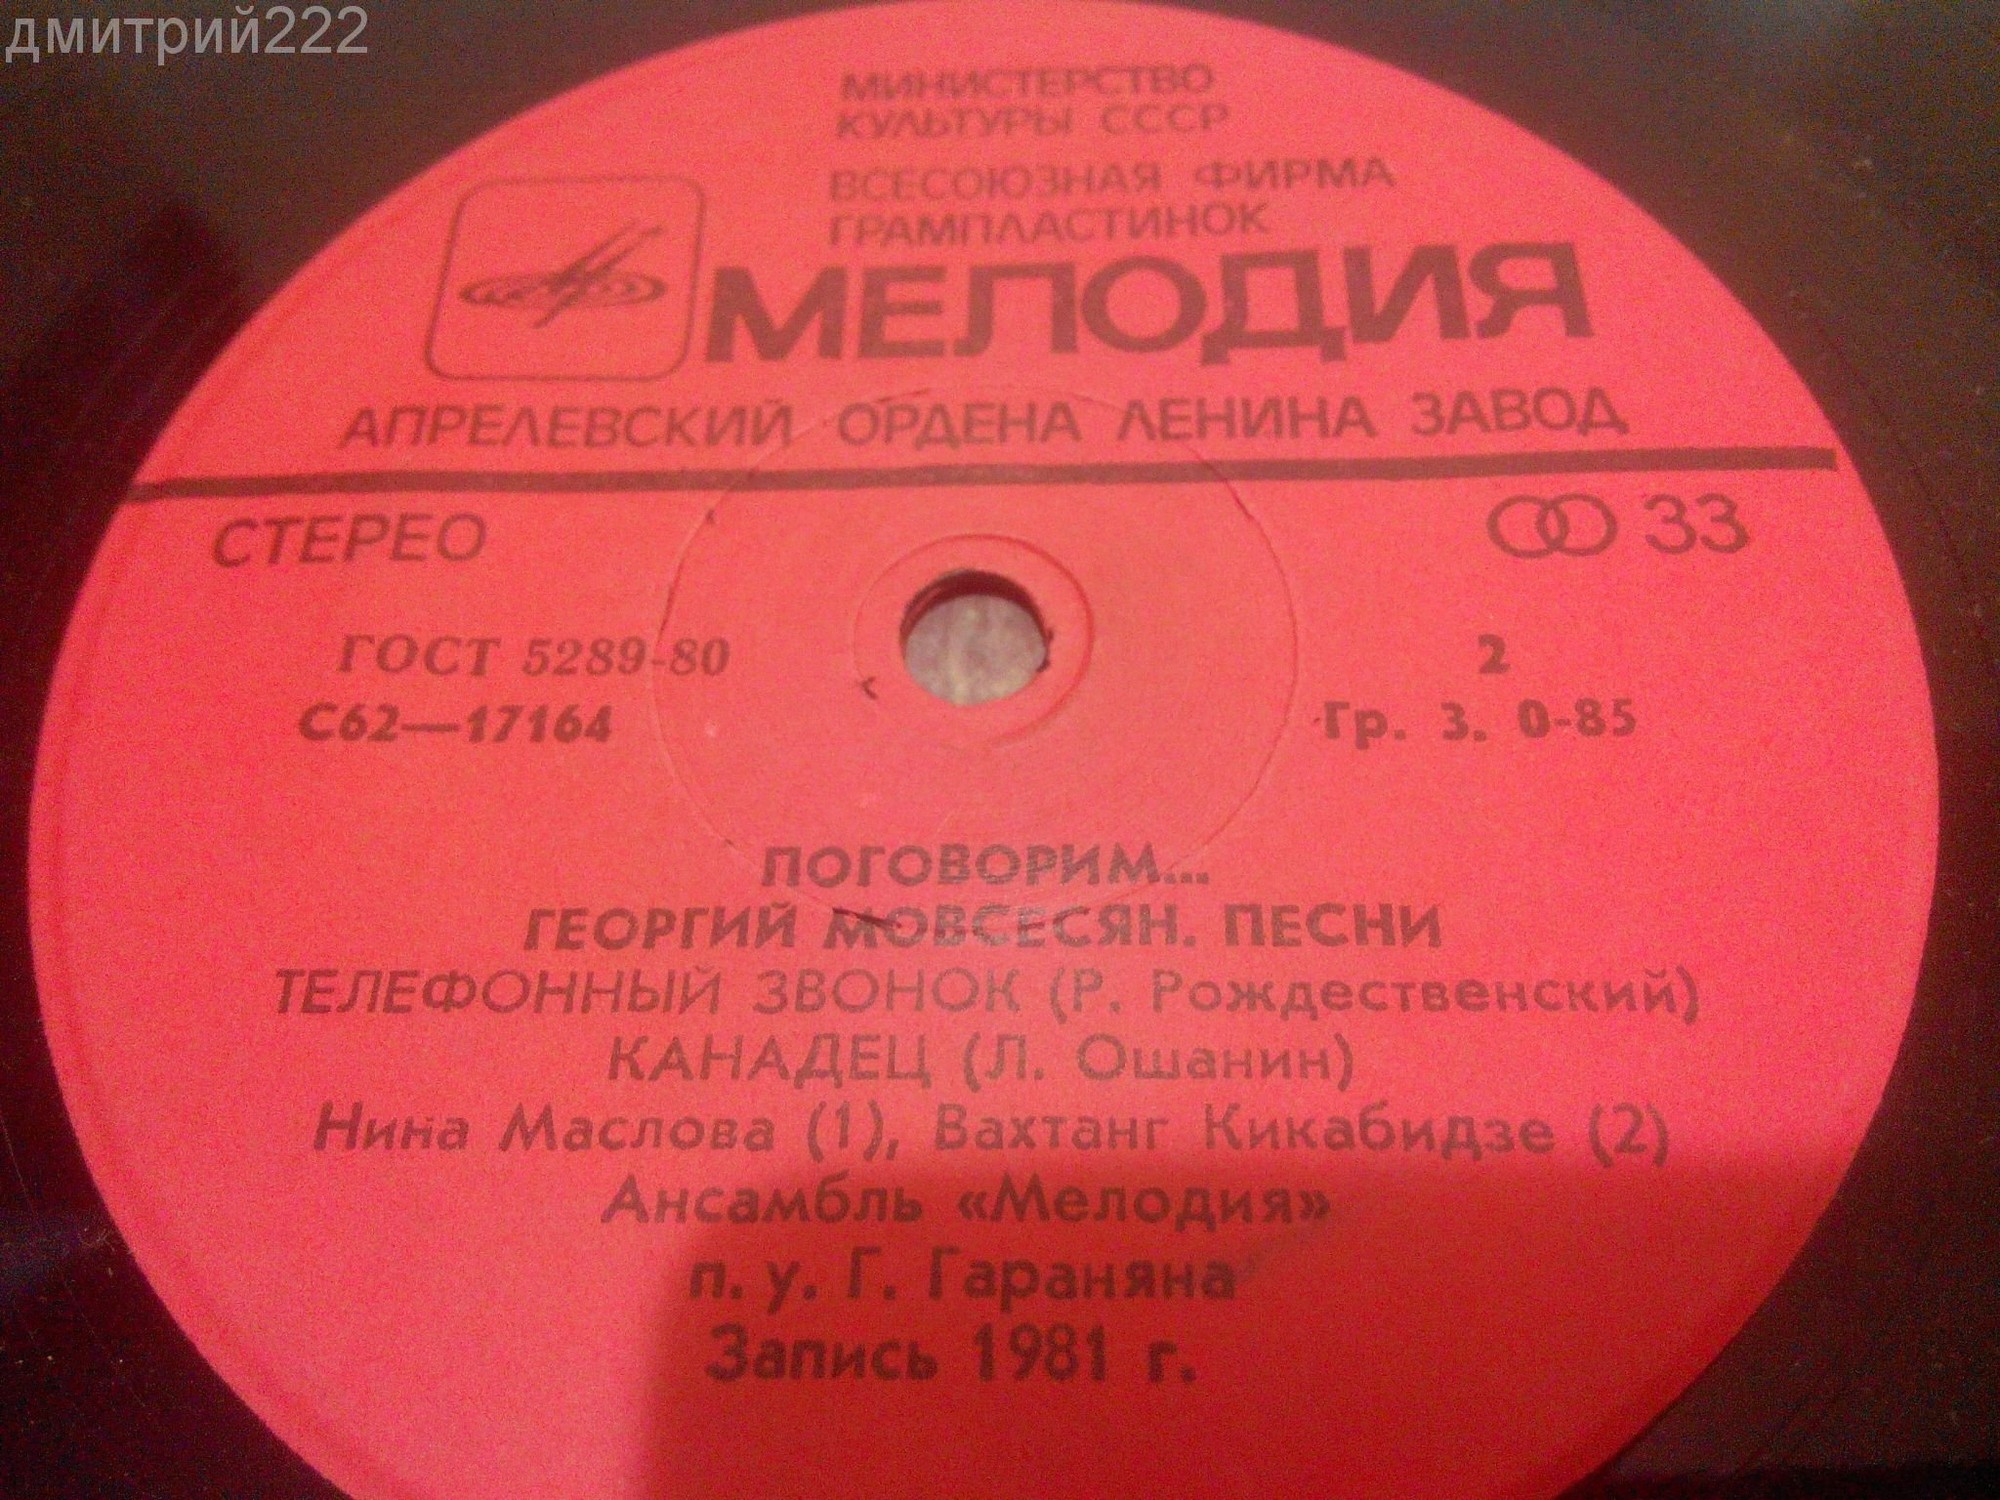 дмитрий222
МИНИСТЕРСТВО
КУЛЬТУРЫ СССР
ВСЕСОЮЗНАЯ ФИРМА
ГРАМПЛАСТИНОК
МЕЛОДИЯ
АПРЕЛЕВСКИЙ ОРДЕНА ЛЕНИНА ЗАВОД
СТЕРЕО 33
ГОСТ 5289-80 2
С62—17164 Гр. 3. 0-85
ПОГОВОРИМ...
ГЕОРГИЙ МОВСЕСЯН. ПЕСНИ
ТЕЛЕФОННЫЙ ЗВОНОК (Р. Рождественский)
КАНАДЕЦ (Л. Ошанин)
Нина Маслова (1), Вахтанг Кикабидзе (2)
Ансамбль «Мелодия»
п. у. Г. Гараняна
Запись 1981 г.